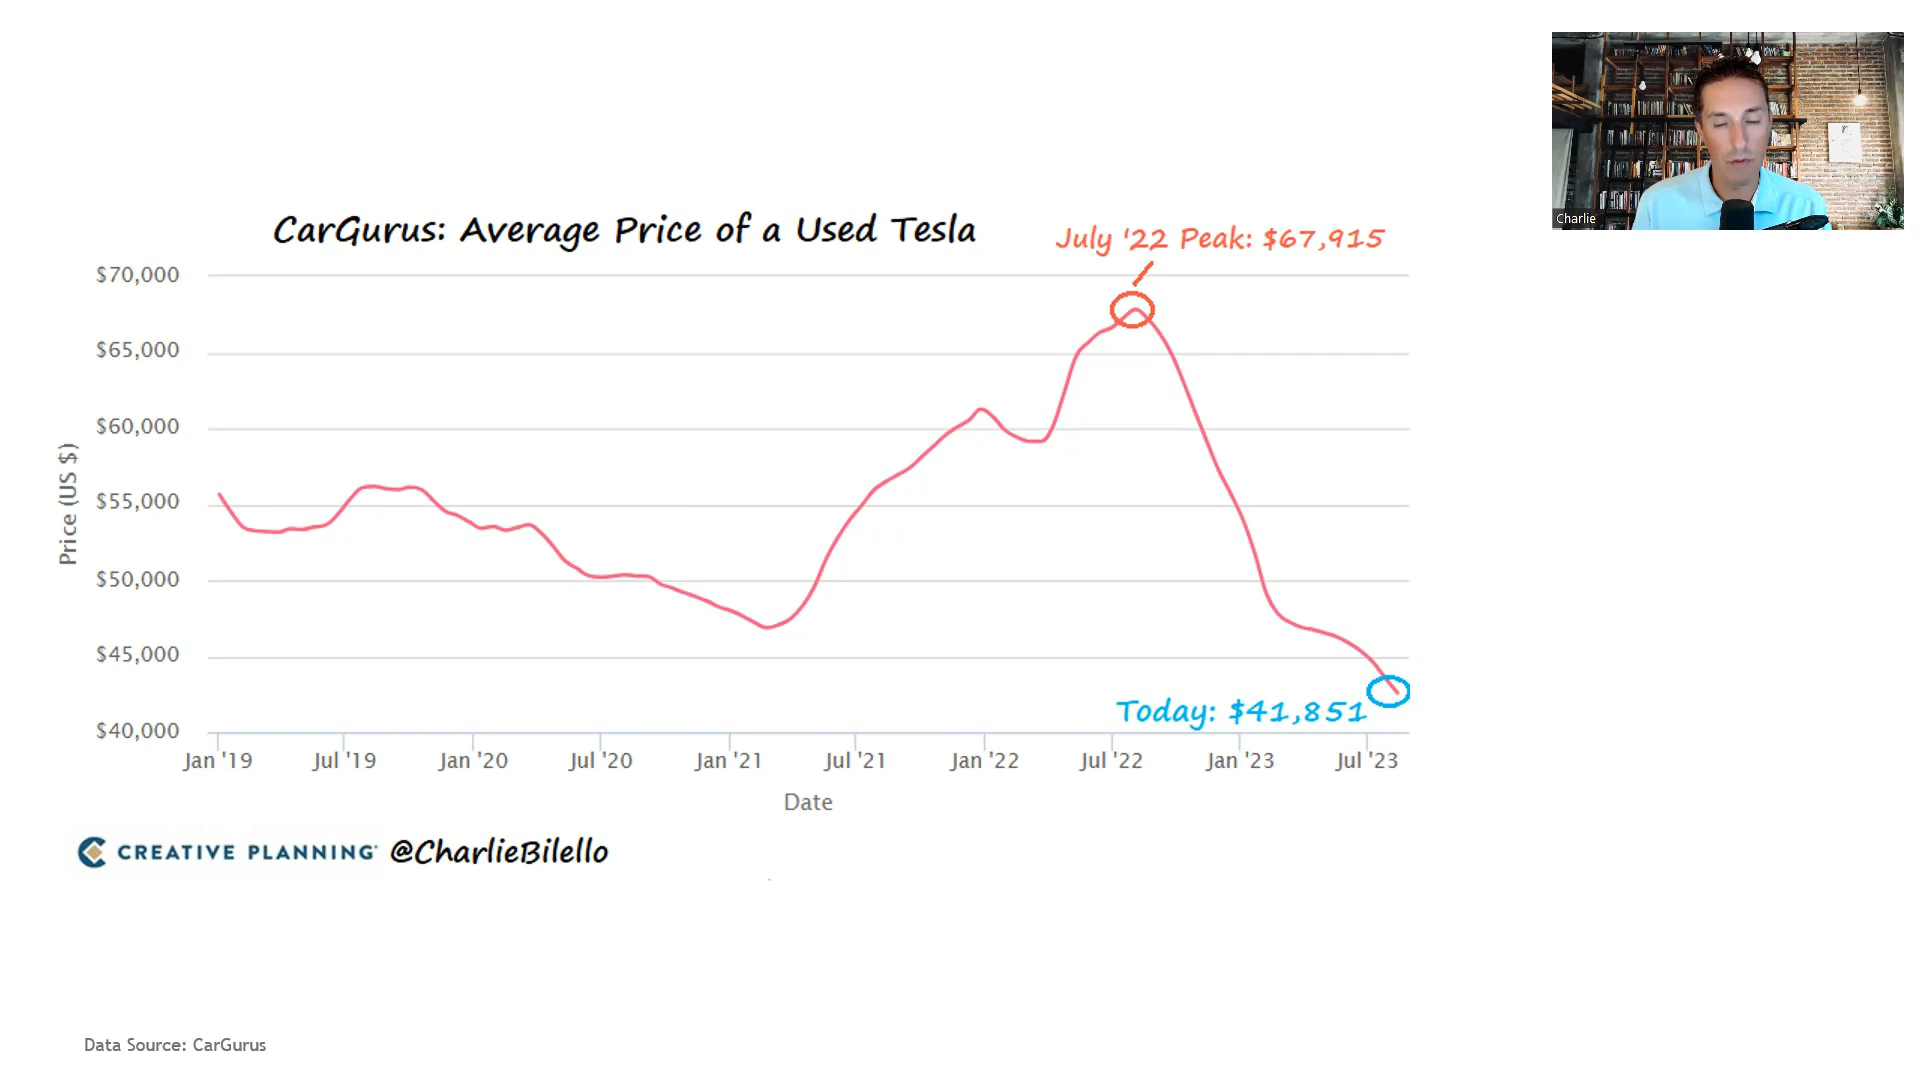 Charlie
CarGurus: Average Price of a Used Tesla
July '22 Peak: $67,915
$70,000
$65,000
$60,000
$55,000
$50,000
$45,000
$40,000
Price (US $)
Today: $41,851
Jan '19 Jul '19 Jan '20 Jul '20 Jan '21 Jul '21 Jan '22 Jul '22 Jan '23 Jul '23
Date
CREATIVE PLANNING @CharlieBilello
Data Source: CarGurus